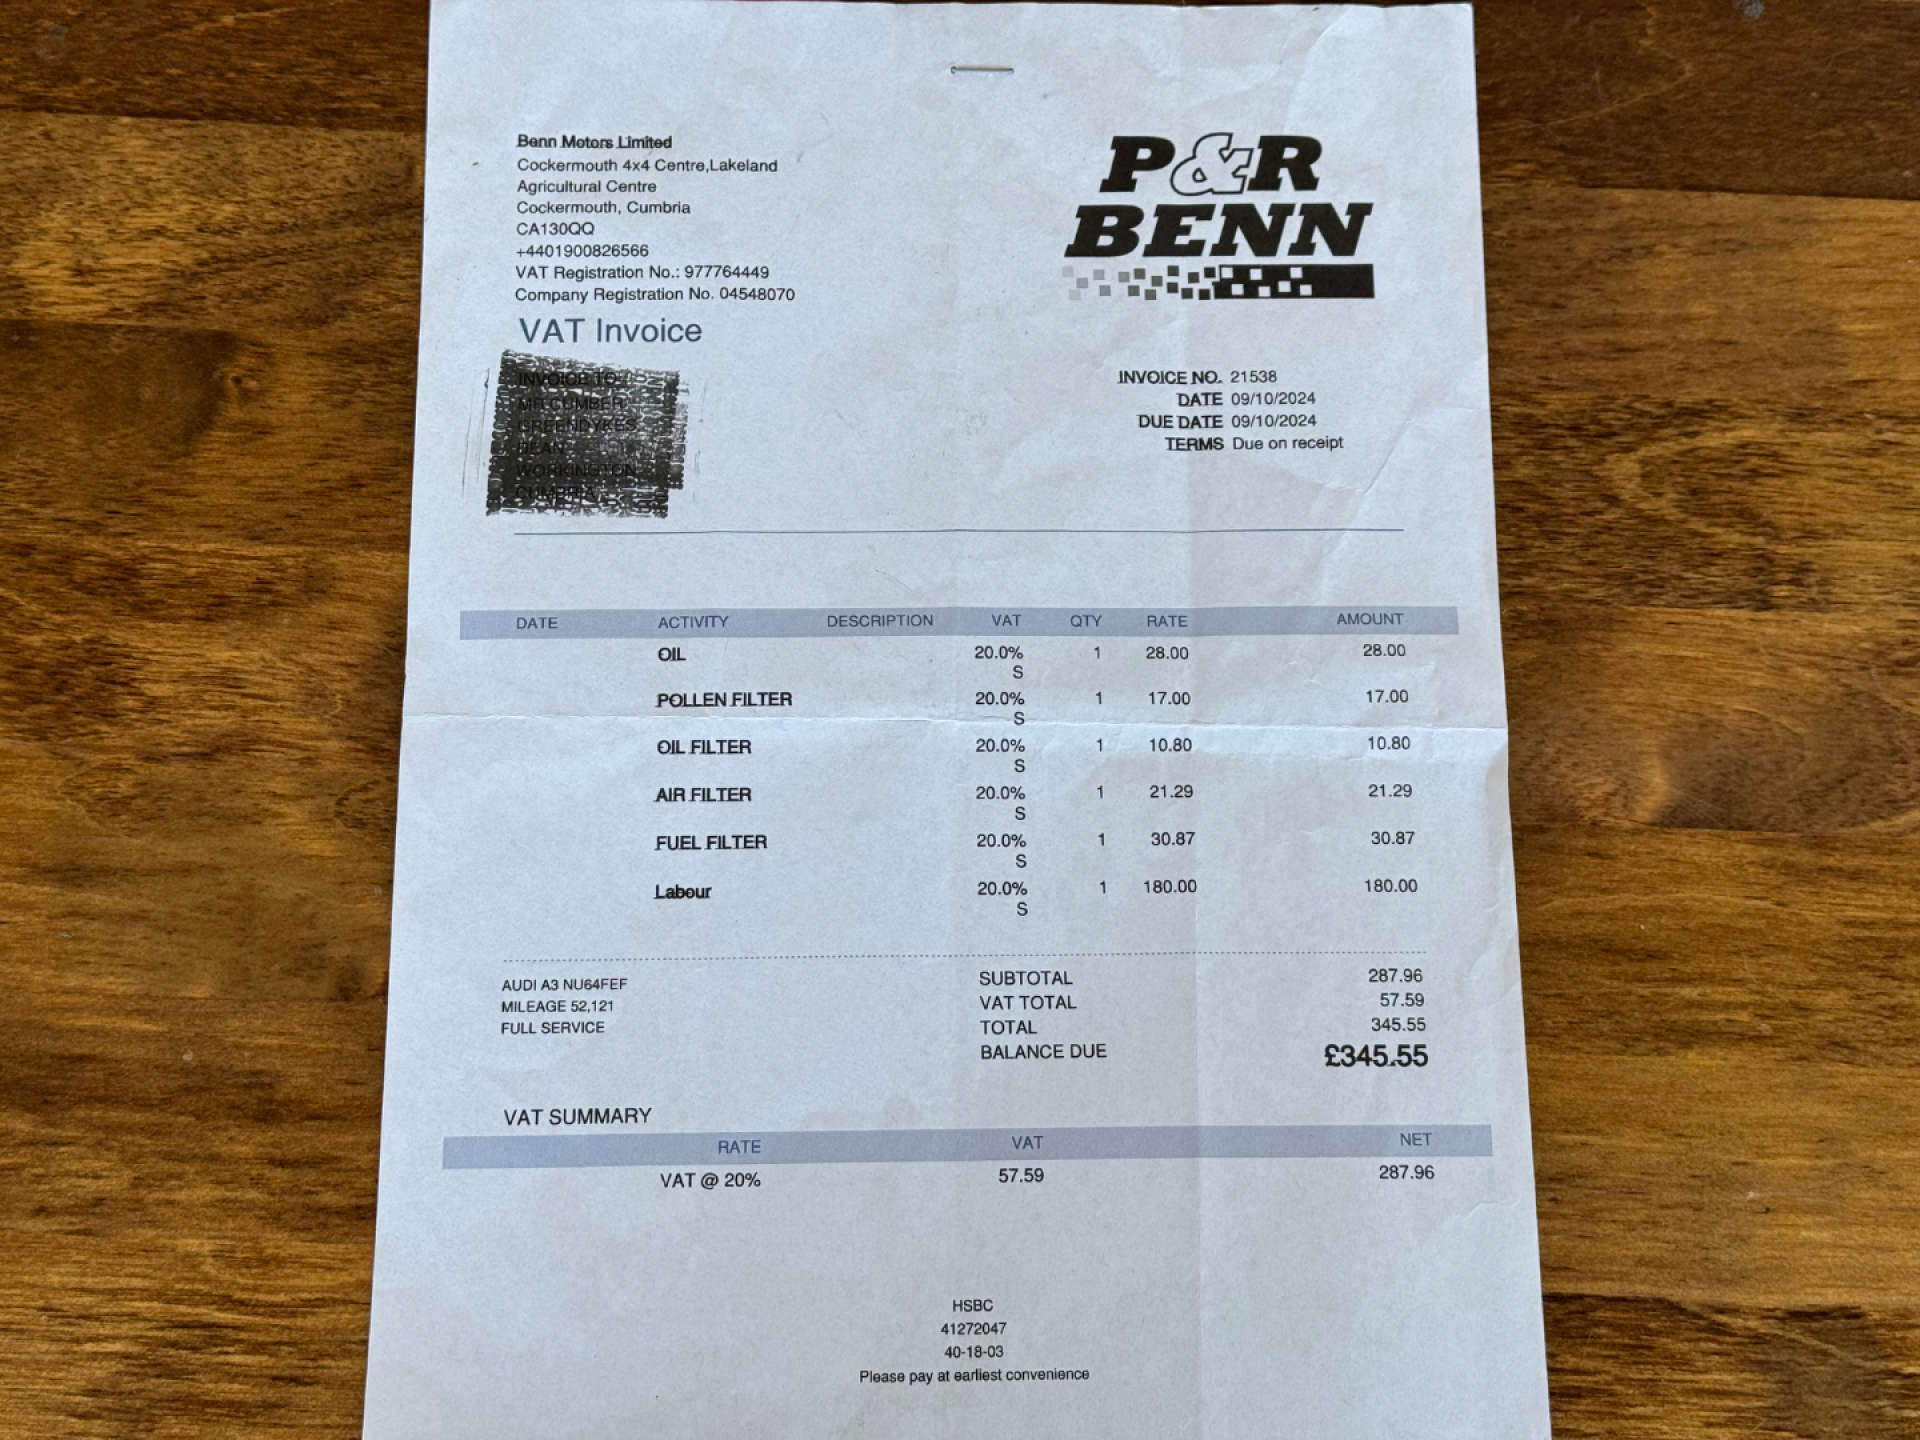 Benn Motors Limited
Cockermouth 4x4 Centre,Lakeland
Agricultural Centre
Cockermouth, Cumbria
CA130QQ
+4401900826566
VAT Registration No.: 977764449
Company Registration No. 04548070
P&R
BENN
VAT Invoice
INVOICE NO. 21538
DATE 09/10/2024
DUE DATE 09/10/2024
TERMS Due on receipt
DATE ACTIVITY DESCRIPTION VAT QTY RATE AMOUNT
OIL 20.0% 1 28.00 28.00
S
POLLEN FILTER 20.0% 1 17.00 17.00
S
OIL FILTER 20.0% 1 10.80 10.80
S
AIR FILTER 20.0% 1 21.29 21.29
S
FUEL FILTER 20.0% 1 30.87 30.87
S
Labour 20.0% 1 180.00 180.00
S
AUDI A3 NU64FEF
MILEAGE 52,121
FULL SERVICE
SUBTOTAL 287.96
VAT TOTAL 57.59
TOTAL 345.55
BALANCE DUE £345.55
VAT SUMMARY
RATE VAT NET
VAT @ 20% 57.59 287.96
HSBC
41272047
40-18-03
Please pay at earliest convenience